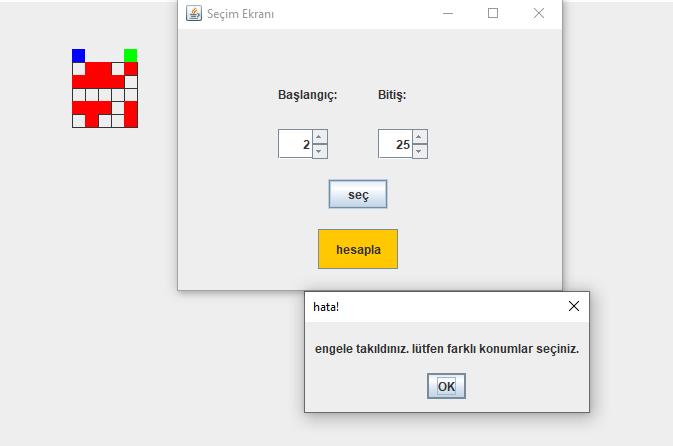 Seçim Ekranı
Başlangıç: Bitiş:
2 25
seç
hesapla
hata!
engele takıldınız. lütfen farklı konumlar seçiniz.
OK